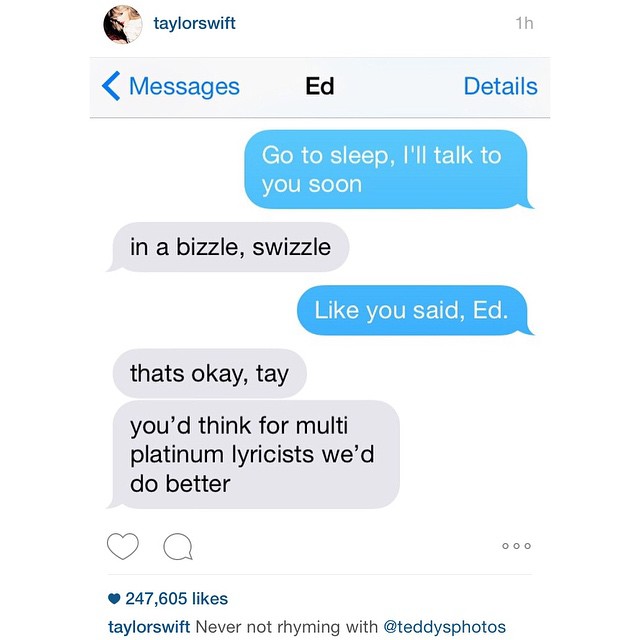 taylorswift 1h
Messages Ed Details
Go to sleep, I'll talk to
you soon
in a bizzle, swizzle
Like you said, Ed.
thats okay, tay
you’d think for multi
platinum lyricists we’d
do better
247,605 likes
taylorswift Never not rhyming with @teddysphotos